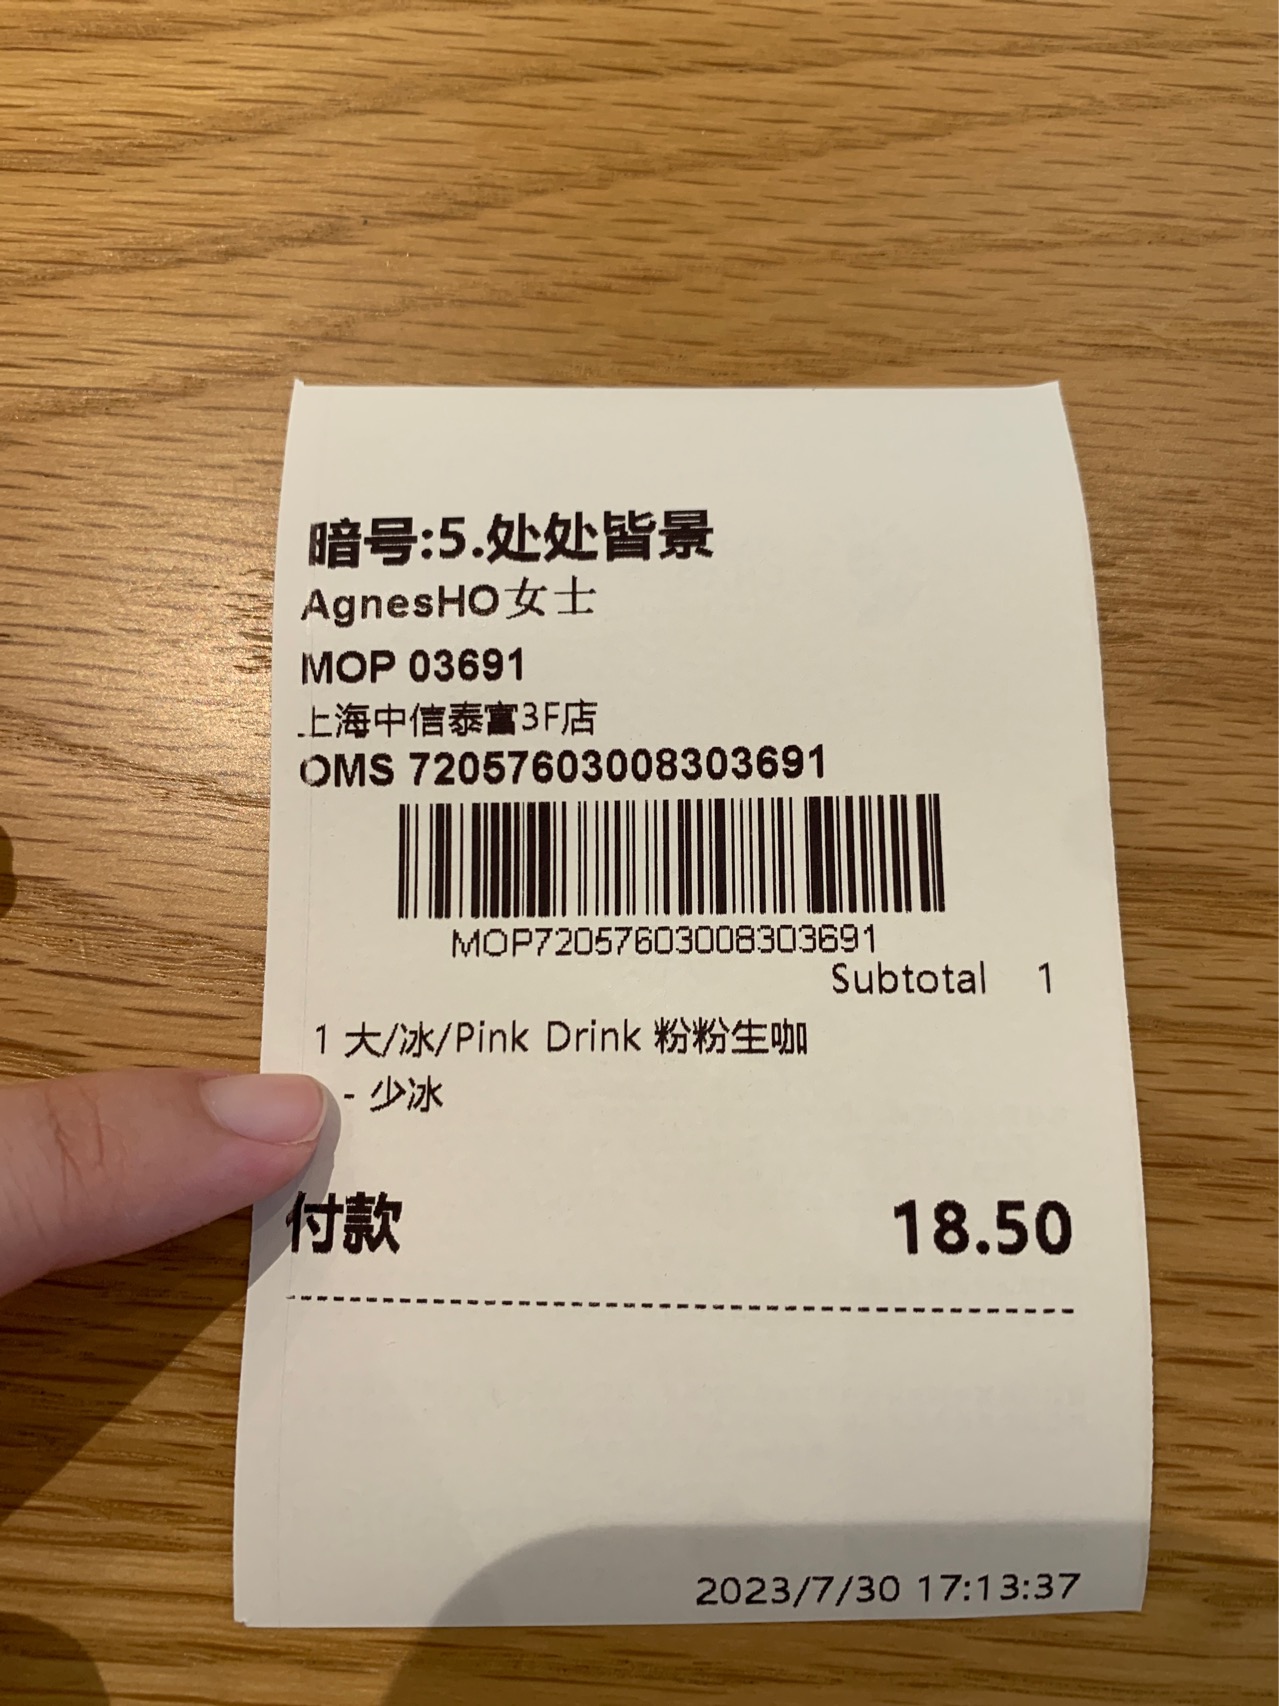 暗号:5.处处皆景
AgnesHO女士
MOP 03691
上海中信泰富3F店
OMS 72057603008303691
MOP72057603008303691
Subtotal 1
1 大/冰/Pink Drink 粉粉生咖
- 少冰
付款 18.50
2023/7/30 17:13:37